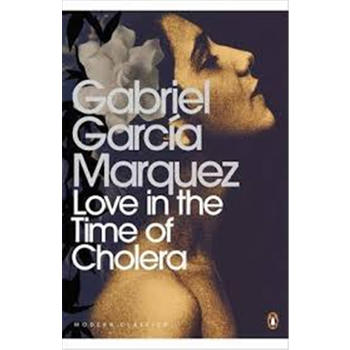 Gabriel
García
Marquez
Love in the
Time of
Cholera
MODERN CLASSICS